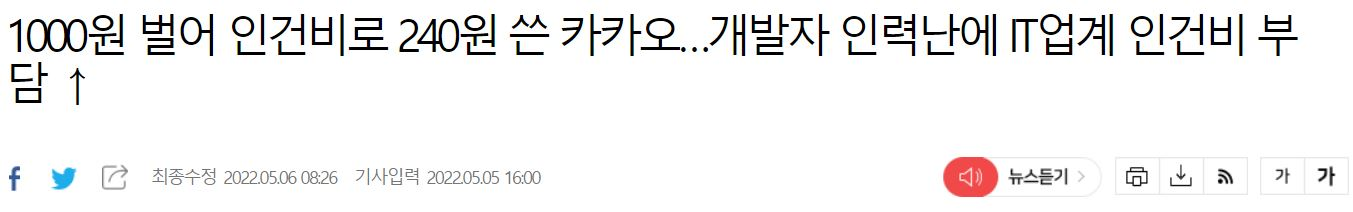 1000원 벌어 인건비로 240원 쓴 카카오…개발자 인력난에 IT업계 인건비 부
담 ↑
최종수정 2022.05.06 08:26 기사입력 2022.05.05 16:00 뉴스듣기 가 가